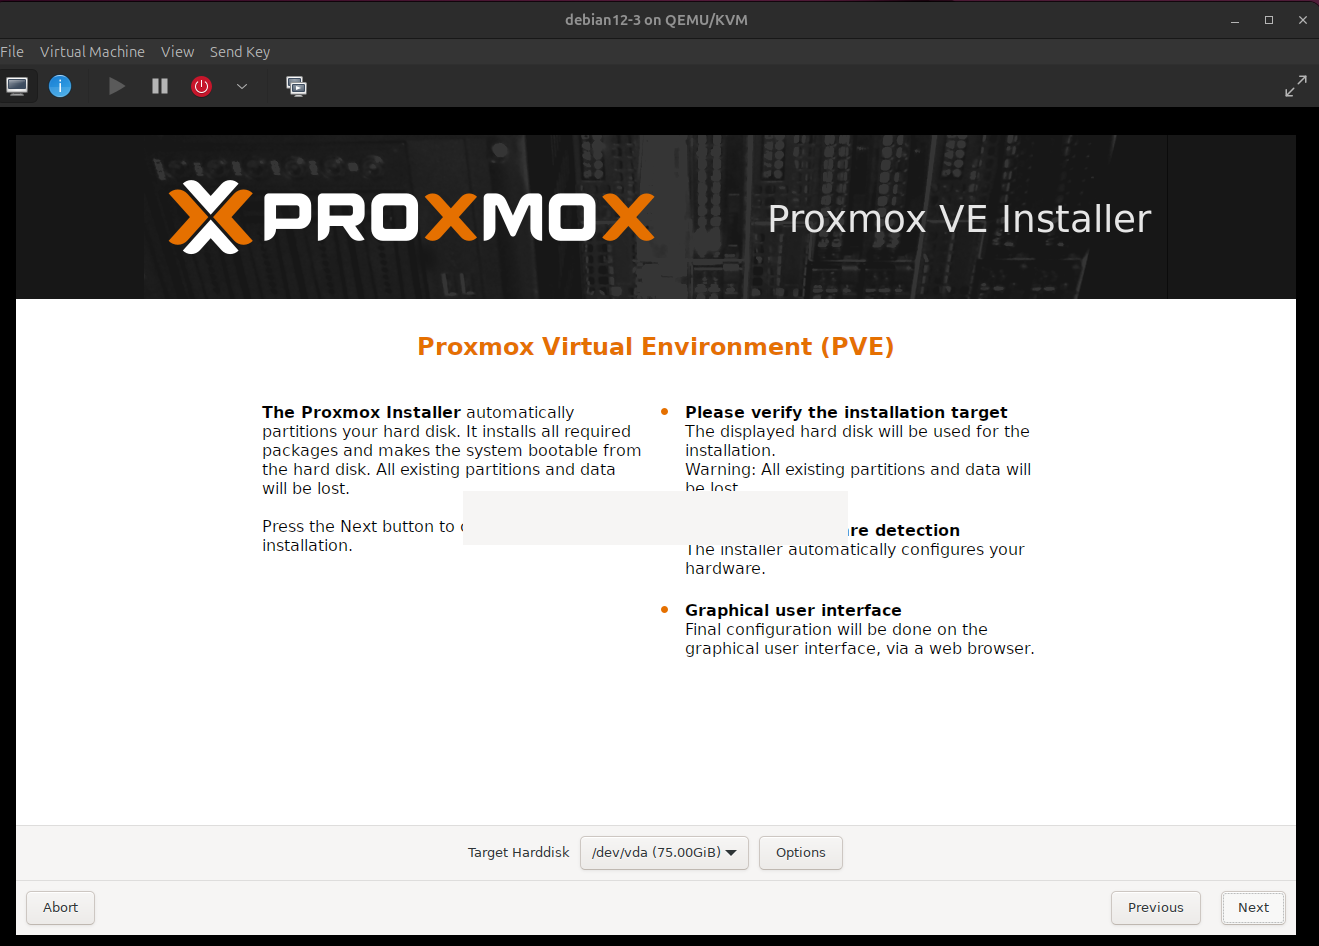 debian12-3 on QEMU/KVM
File Virtual Machine View Send Key
PROXMOX
Proxmox VE Installer
Proxmox Virtual Environment (PVE)
The Proxmox Installer automatically
partitions your hard disk. It installs all required
packages and makes the system bootable from
the hard disk. All existing partitions and data
will be lost.
Press the Next button to
installation.
Please verify the installation target
The displayed hard disk will be used for the
installation.
Warning: All existing partitions and data will
be lost
detection
The installer automatically configures your
hardware.
Graphical user interface
Final configuration will be done on the
graphical user interface, via a web browser.
Target Harddisk /dev/vda (75.00GiB) Options
Abort Previous Next